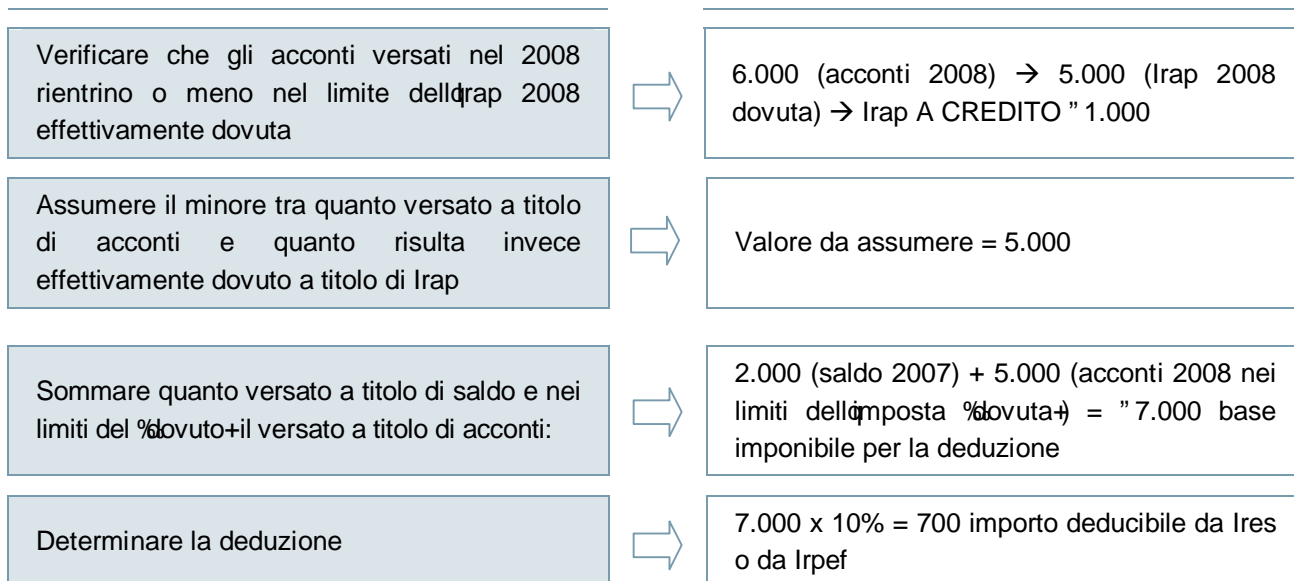 Verificare che gli acconti versati nel 2008
rientrino o meno nel limite dellqrap 2008
effettivamente dovuta
6.000 (acconti 2008) → 5.000 (Irap 2008
dovuta) → Irap A CREDITO ” 1.000
Assumere il minore tra quanto versato a titolo
di acconti e quanto risulta invece
effettivamente dovuto a titolo di Irap
Valore da assumere = 5.000
Sommare quanto versato a titolo di saldo e nei
limiti del %dovuto+il versato a titolo di acconti:
2.000 (saldo 2007) + 5.000 (acconti 2008 nei
limiti dellqmposta %dovuta+) = ” 7.000 base
imponibile per la deduzione
Determinare la deduzione
7.000 x 10% = 700 importo deducibile da Ires
o da Irpef